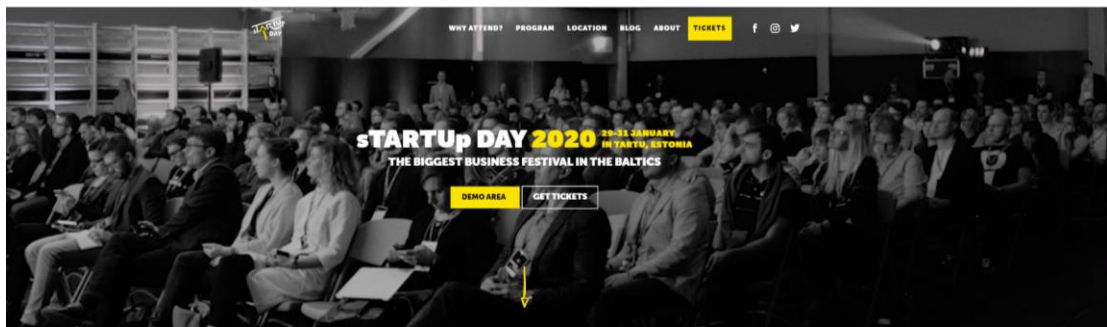 sTARTUp DAY
WHY ATTEND? PROGRAM LOCATION BLOG ABOUT TICKETS
sTARTUp DAY 2020 29-31 JANUARY
IN TARTU, ESTONIA
THE BIGGEST BUSINESS FESTIVAL IN THE BALTICS
DEMO AREA GET TICKETS